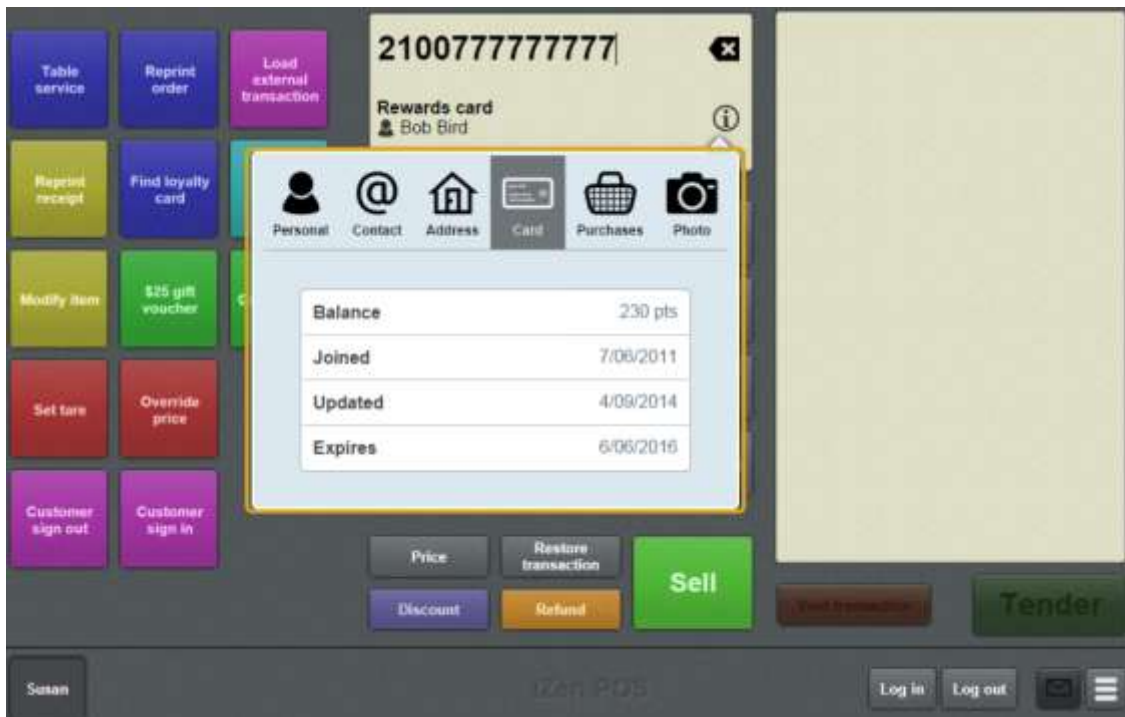 Table
service
Reprint
order
Load
external
transaction
2100777777777
Rewards card
Bob Bird
Reprint
receipt
Find loyalty
card
Personal
Contact
Address
Card
Purchases
Photo
Modify item
$25 gift
voucher
Balance
230 pts
Joined
7/06/2011
Updated
4/09/2014
Expires
6/06/2016
Set tare
Override
price
Customer
sign out
Customer
sign in
Price
Restore
transaction
Sell
Discount
Refund
Tender
Susan
iZen POS
Log in
Log out